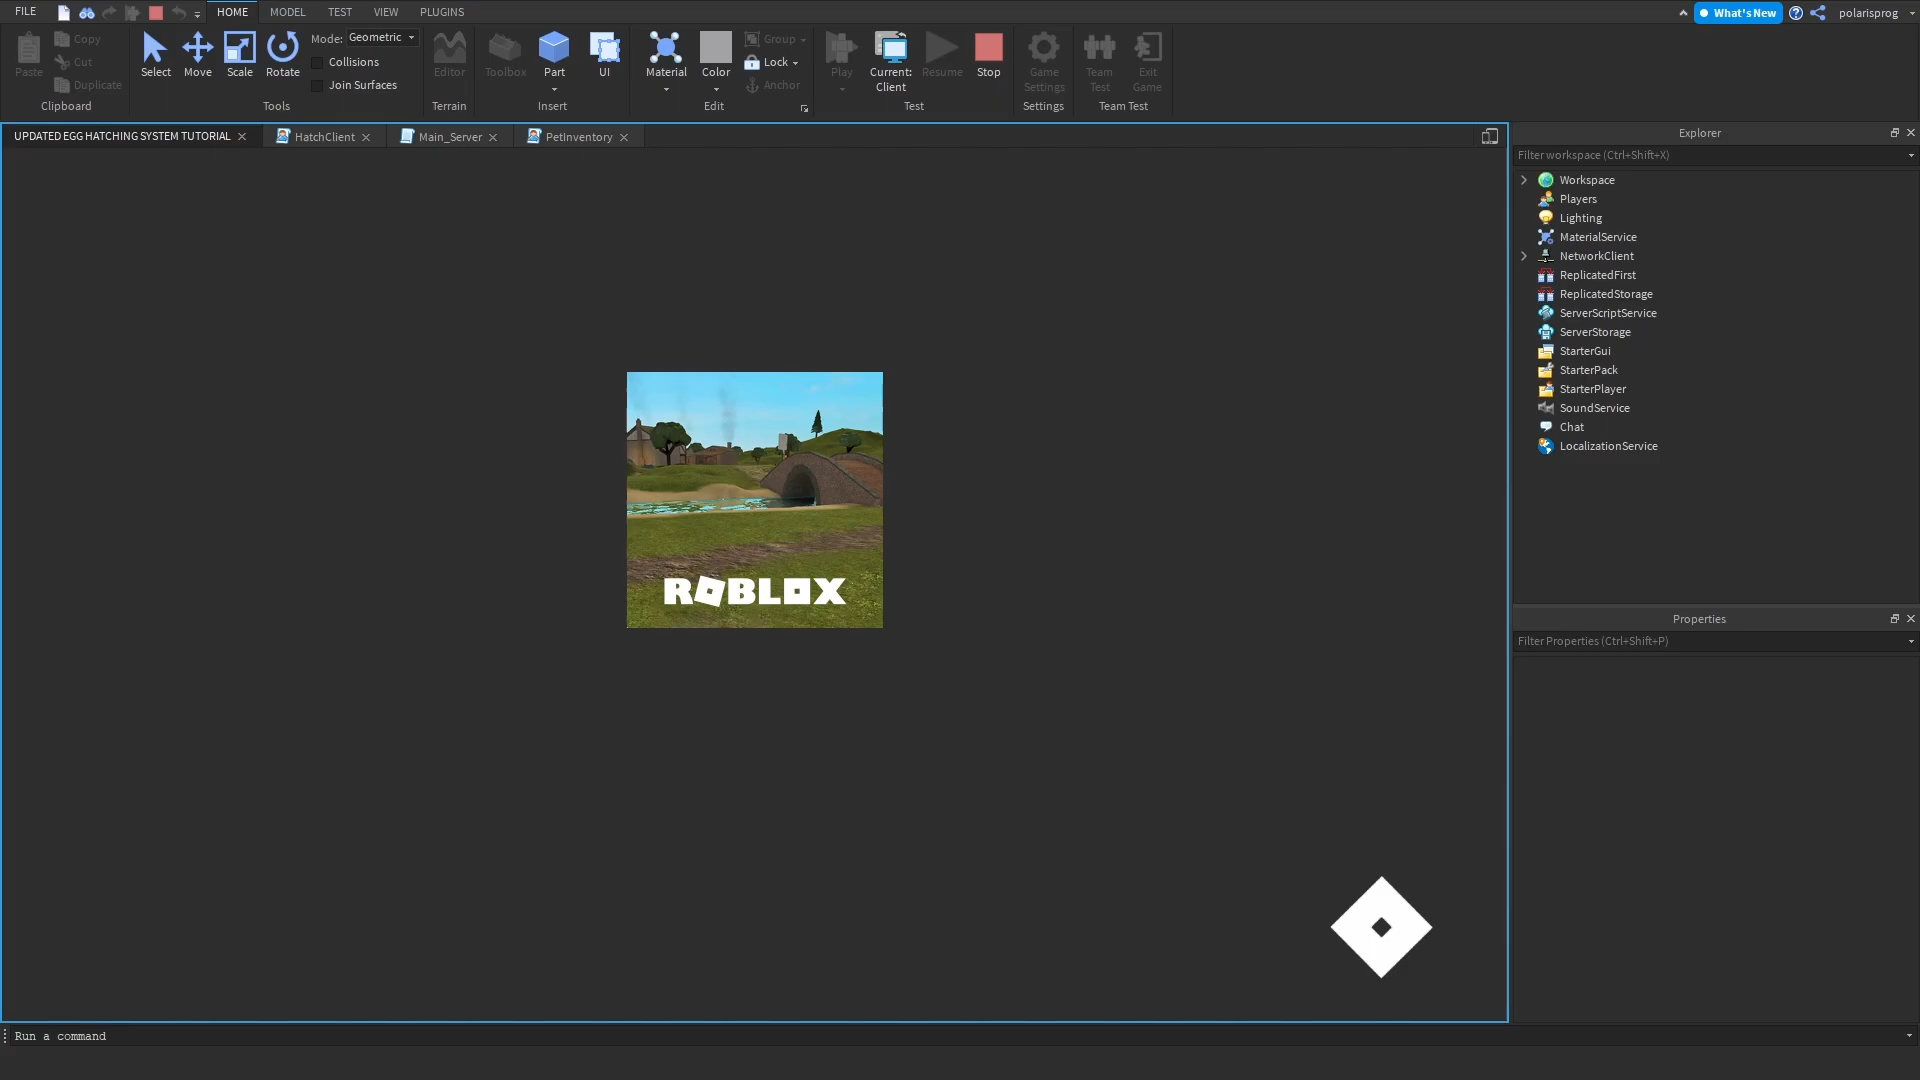 FILE
HOME
MODEL
TEST
VIEW
PLUGINS
What's New
polarisprog
Paste
Copy
Cut
Duplicate
Clipboard
Select
Move
Scale
Rotate
Mode: Geometric
Collisions
Join Surfaces
Tools
Editor
Terrain
Toolbox
Part
UI
Insert
Material
Color
Group
Lock
Anchor
Edit
Play
Current:
Client
Resume
Stop
Test
Game
Settings
Settings
Team
Test
Exit
Game
Team Test
UPDATED EGG HATCHING SYSTEM TUTORIAL
HatchClient
Main_Server
PetInventory
ROBLOX
Explorer
Filter workspace (Ctrl+Shift+X)
Workspace
Players
Lighting
MaterialService
NetworkClient
ReplicatedFirst
ReplicatedStorage
ServerScriptService
ServerStorage
StarterGui
StarterPack
StarterPlayer
SoundService
Chat
LocalizationService
Properties
Filter Properties (Ctrl+Shift+P)
Run a command